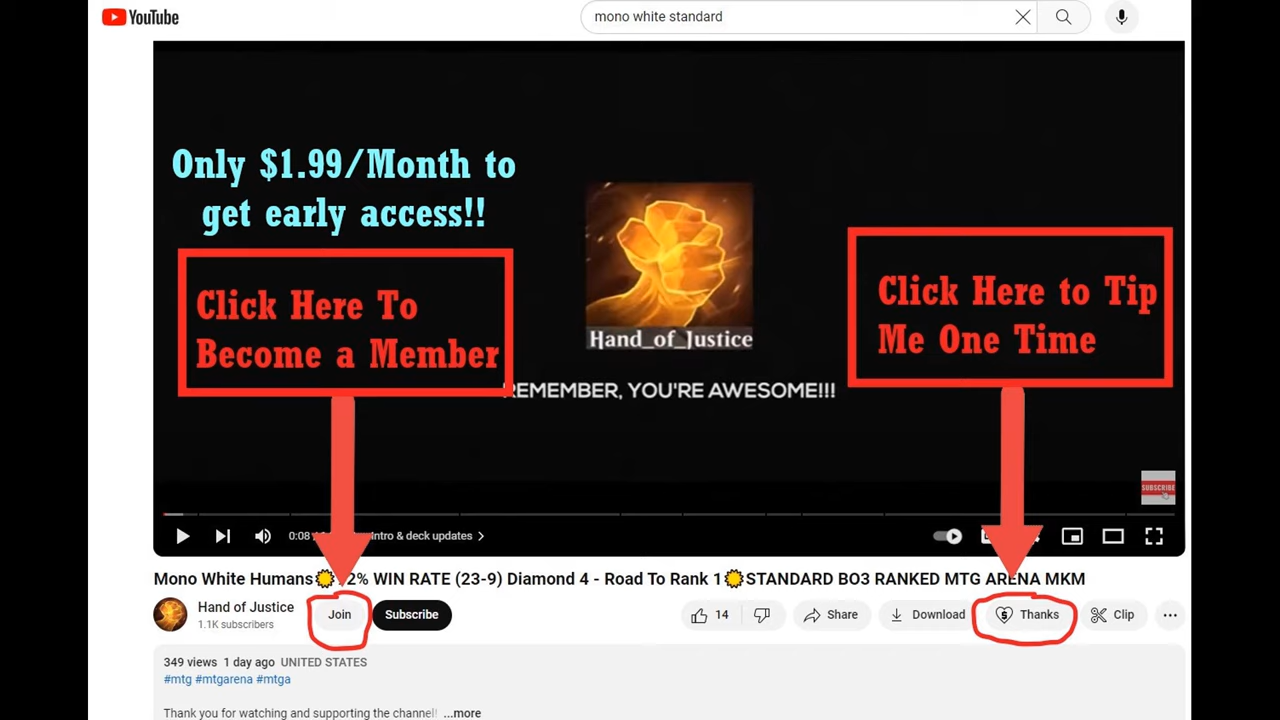 YouTube
mono white standard
Only $1.99/Month to
get early access!!
Click Here To
Become a Member
Click Here to Tip
Me One Time
Hand_of_Justice
REMEMBER, YOU'RE AWESOME!!!
SUBSCRIBE
0:08
Intro & deck updates
Mono White Humans 2% WIN RATE (23-9) Diamond 4 - Road To Rank 1 STANDARD BO3 RANKED MTG ARENA MKM
Hand of Justice
1.1K subscribers
Join
Subscribe
14
Share
Download
Thanks
Clip
349 views 1 day ago UNITED STATES
#mtg #mtgarena #mtga
Thank you for watching and supporting the channel! ...more